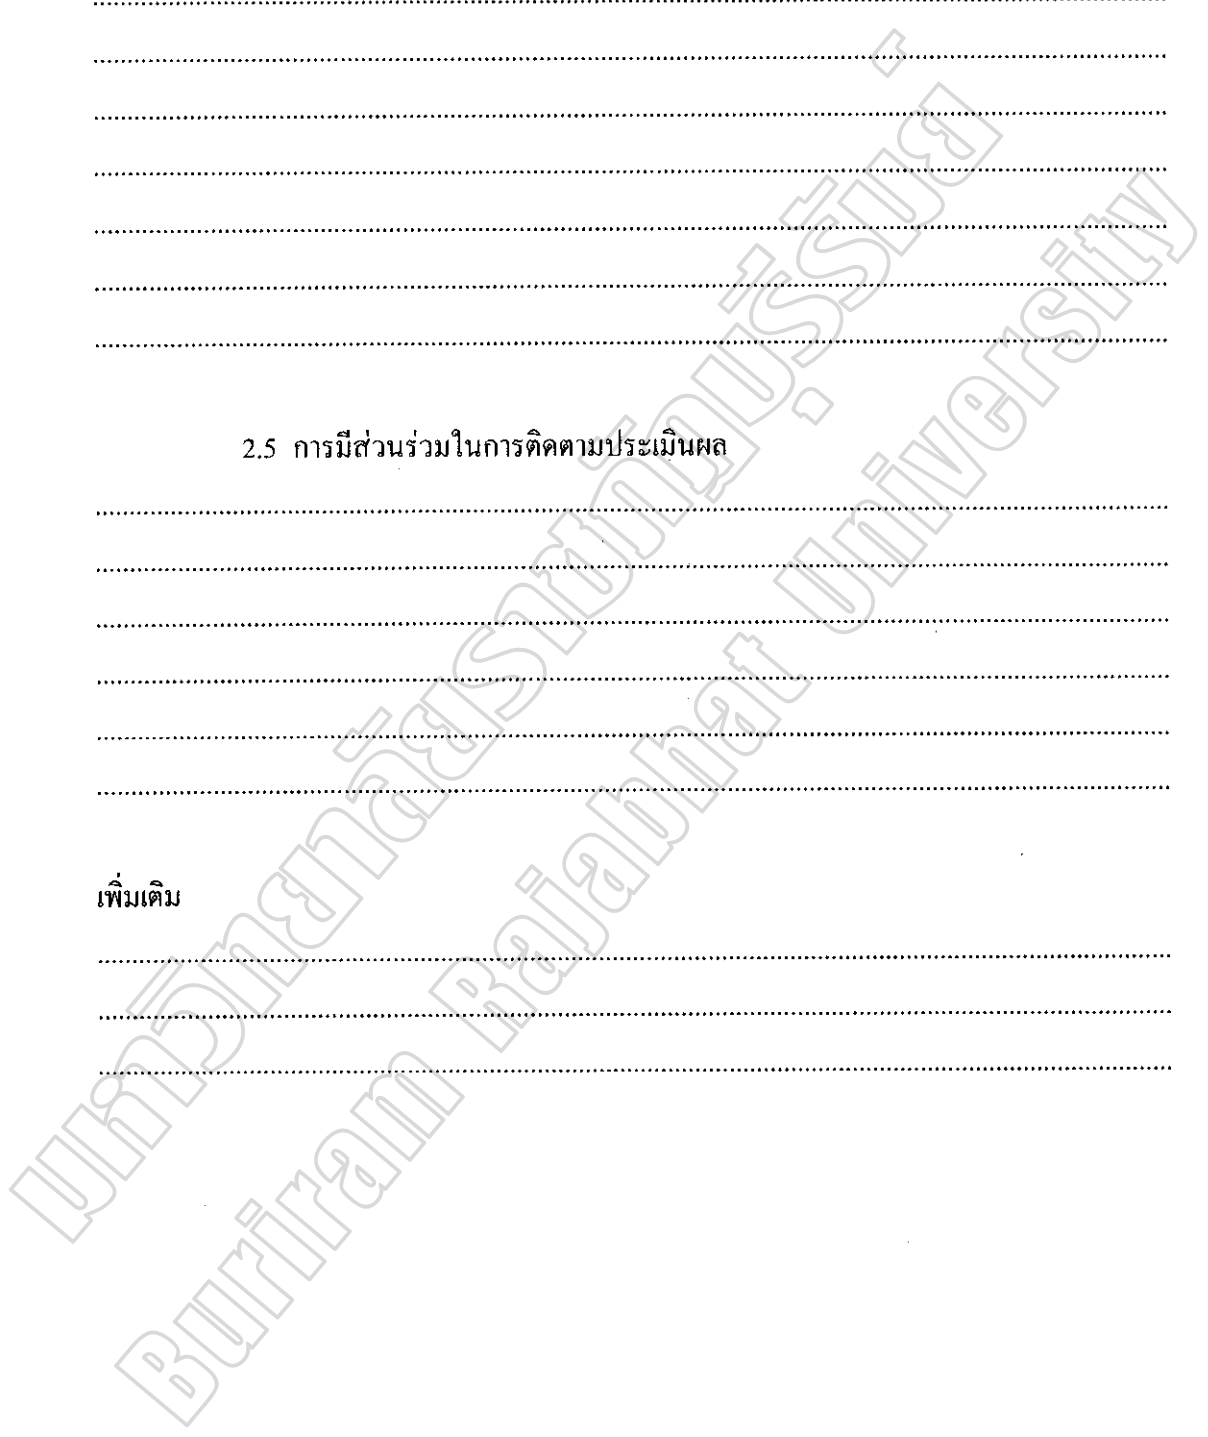 2.5 การมีส่วนร่วมในการติดตามประเมินผล
เพิ่มเติม
มหาวิทยาลัยราชภัฏบุรีรัมย์
Buriram Rajabhat University